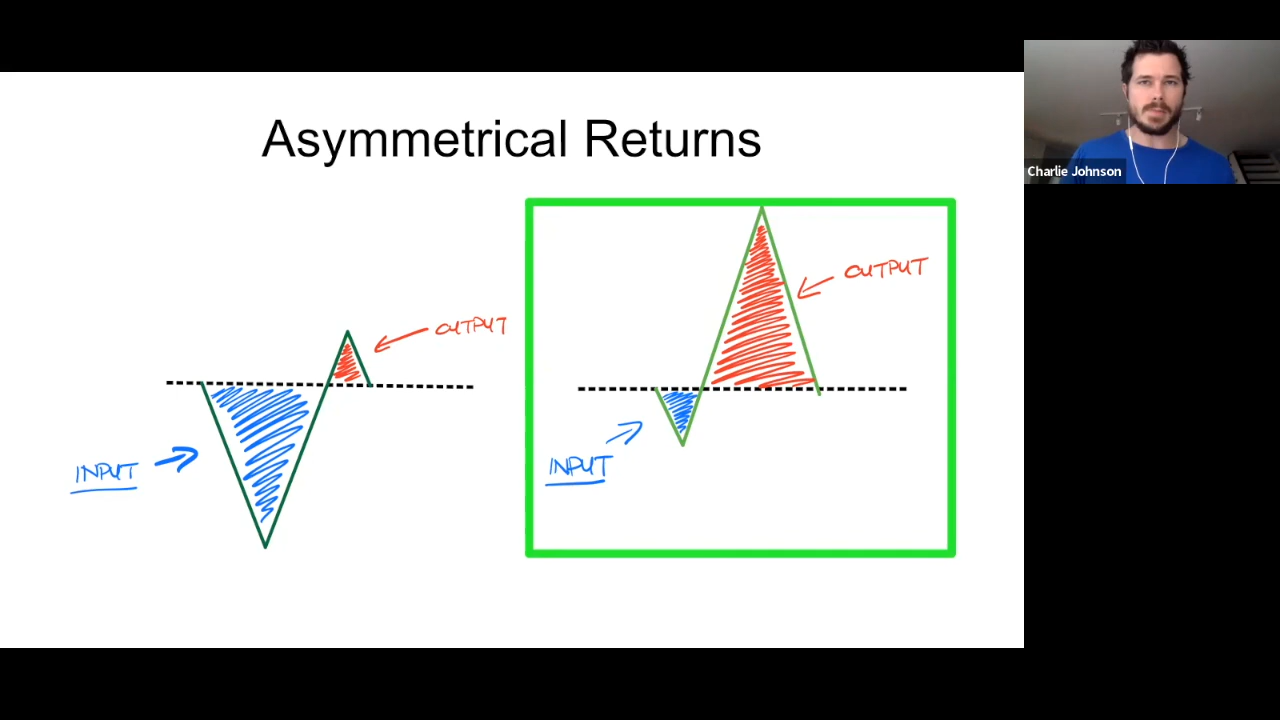 Asymmetrical Returns
Charlie Johnson
OUTPUT
INPUT
OUTPUT
INPUT